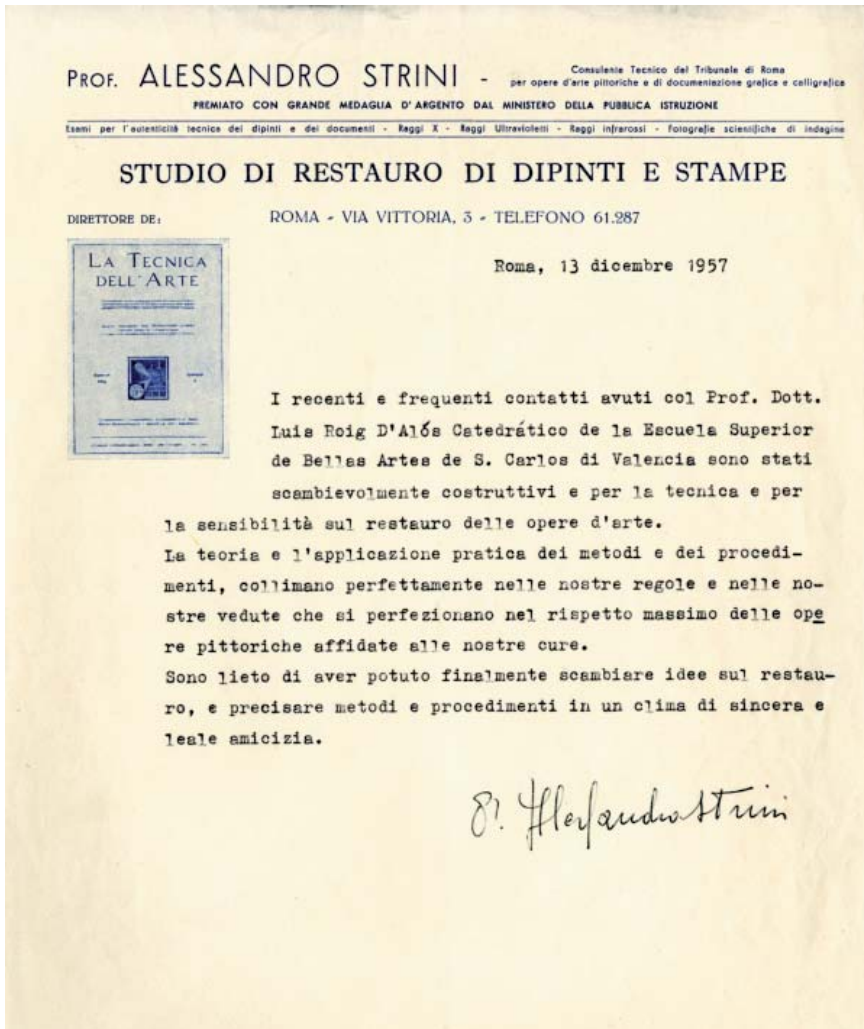 PROF. ALESSANDRO STRINI -
Consulente Tecnico del Tribunale di Roma
per opere d'arte pittoriche e di documentazione grafica e calligrafica
PREMIATO CON GRANDE MEDAGLIA D'ARGENTO DAL MINISTERO DELLA PUBBLICA ISTRUZIONE
Esami per l'autenticità tecnica dei dipinti e dei documenti - Raggi X - Raggi Ultravioletti - Raggi infrarossi - Fotografie scientifiche di indagine
STUDIO DI RESTAURO DI DIPINTI E STAMPE
DIRETTORE DE:
ROMA - VIA VITTORIA, 3 - TELEFONO 61.287
LA TECNICA
DELL'ARTE
Roma, 13 dicembre 1957
I recenti e frequenti contatti avuti col Prof. Dott.
Luis Roig D'Alós Catedrático de la Escuela Superior
de Bellas Artes de S. Carlos di Valencia sono stati
scambievolmente costruttivi e per la tecnica e per
la sensibilità sul restauro delle opere d'arte.
La teoria e l'applicazione pratica dei metodi e dei procedi-
menti, collimano perfettamente nelle nostre regole e nelle no-
stre vedute che si perfezionano nel rispetto massimo delle ope
re pittoriche affidate alle nostre cure.
Sono lieto di aver potuto finalmente scambiare idee sul restau-
ro, e precisare metodi e procedimenti in un clima di sincera e
leale amicizia.
Alessandro Strini